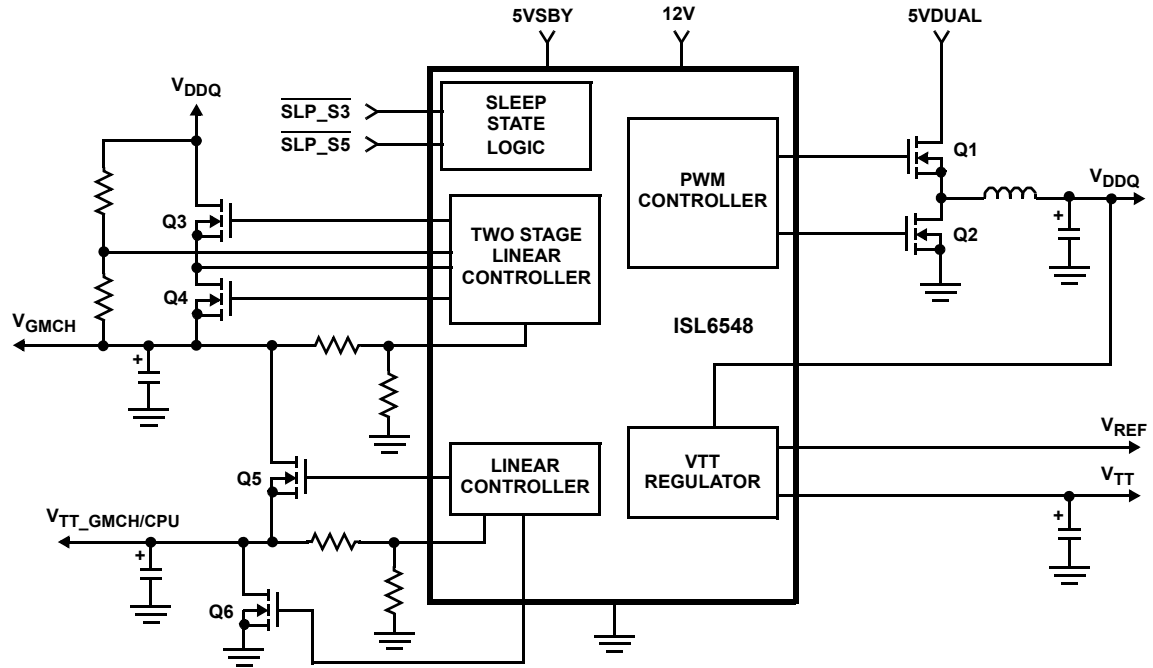 5VSBY
12V
5VDUAL
VDDQ
SLP_S3
SLP_S5
SLEEP
STATE
LOGIC
PWM
CONTROLLER
Q1
VDDQ
+
Q2
Q3
TWO STAGE
LINEAR
CONTROLLER
Q4
VGMCH
+
ISL6548
VTT
REGULATOR
VREF
VTT
+
Q5
LINEAR
CONTROLLER
VTT_GMCH/CPU
+
Q6